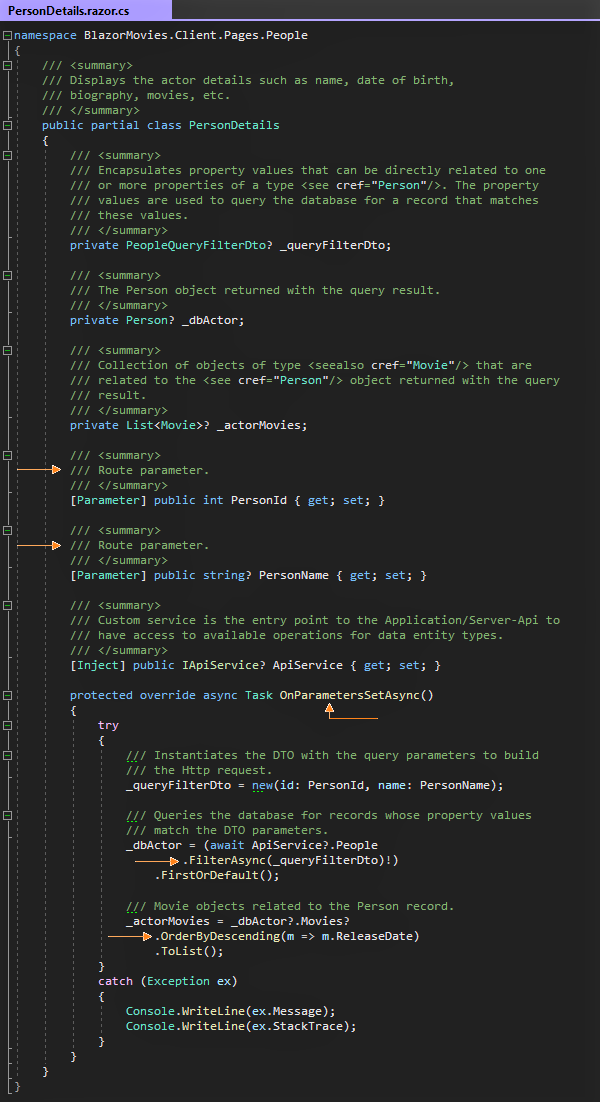 PersonDetails.razor.cs
namespace BlazorMovies.Client.Pages.People
{
/// <summary>
/// Displays the actor details such as name, date of birth,
/// biography, movies, etc.
/// </summary>
public partial class PersonDetails
{
/// <summary>
/// Encapsulates property values that can be directly related to one
/// or more properties of a type <see cref="Person"/>. The property
/// values are used to query the database for a record that matches
/// these values.
/// </summary>
private PeopleQueryFilterDto? _queryFilterDto;
/// <summary>
/// The Person object returned with the query result.
/// </summary>
private Person? _dbActor;
/// <summary>
/// Collection of objects of type <seealso cref="Movie"/> that are
/// related to the <see cref="Person"/> object returned with the query
/// result.
/// </summary>
private List<Movie>? _actorMovies;
/// <summary>
/// Route parameter.
/// </summary>
[Parameter] public int PersonId { get; set; }
/// <summary>
/// Route parameter.
/// </summary>
[Parameter] public string? PersonName { get; set; }
/// <summary>
/// Custom service is the entry point to the Application/Server-Api to
/// have access to available operations for data entity types.
/// </summary>
[Inject] public IApiService? ApiService { get; set; }
protected override async Task OnParametersSetAsync()
{
try
{
/// Instantiates the DTO with the query parameters to build
/// the Http request.
_queryFilterDto = new(id: PersonId, name: PersonName);
/// Queries the database for records whose property values
/// match the DTO parameters.
_dbActor = (await ApiService?.People
.FilterAsync(_queryFilterDto)!)
.FirstOrDefault();
/// Movie objects related to the Person record.
_actorMovies = _dbActor?.Movies?
.OrderByDescending(m => m.ReleaseDate)
.ToList();
}
catch (Exception ex)
{
Console.WriteLine(ex.Message);
Console.WriteLine(ex.StackTrace);
}
}
}
}